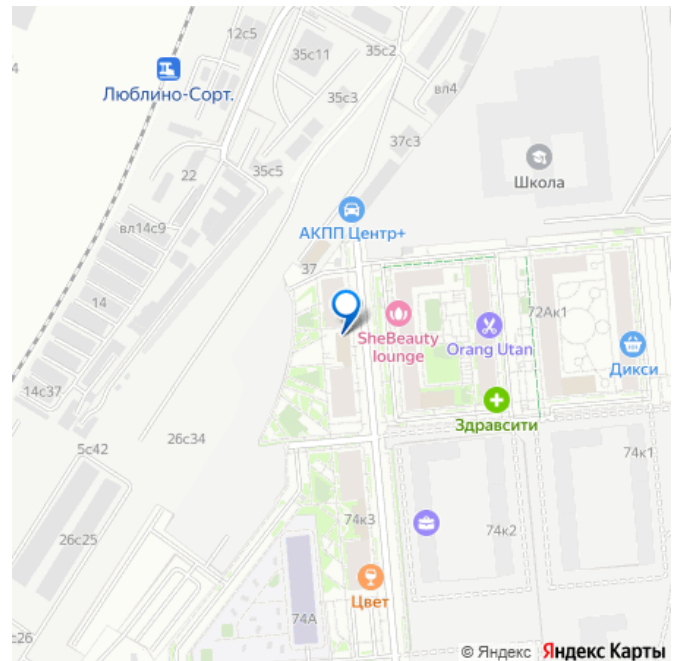 12с5
35с11
35с2
4
Люблино-Сорт.
35с3
вл4
37с3
22
35с5
Школа
вл14с9
АКПП Центр+
37
14
72Ак1
SheBeauty
lounge
Orang Utan
Дикси
14с37
Здравсити
5с42
26с34
74к1
74к3
74к2
26с25
Цвет
74А
с26
© Яндекс Яндекс Карты